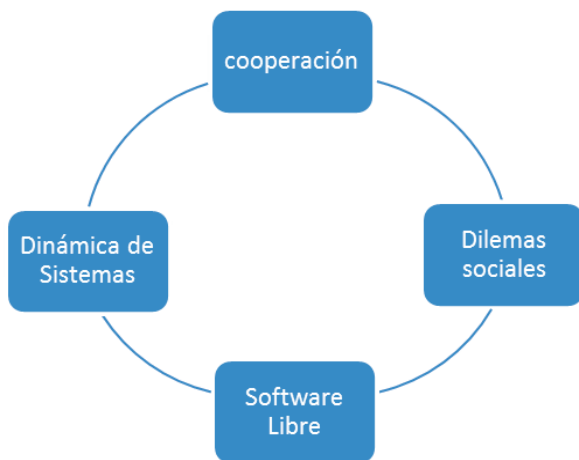 cooperación
Dilemas
sociales
Software
Libre
Dinámica de
Sistemas